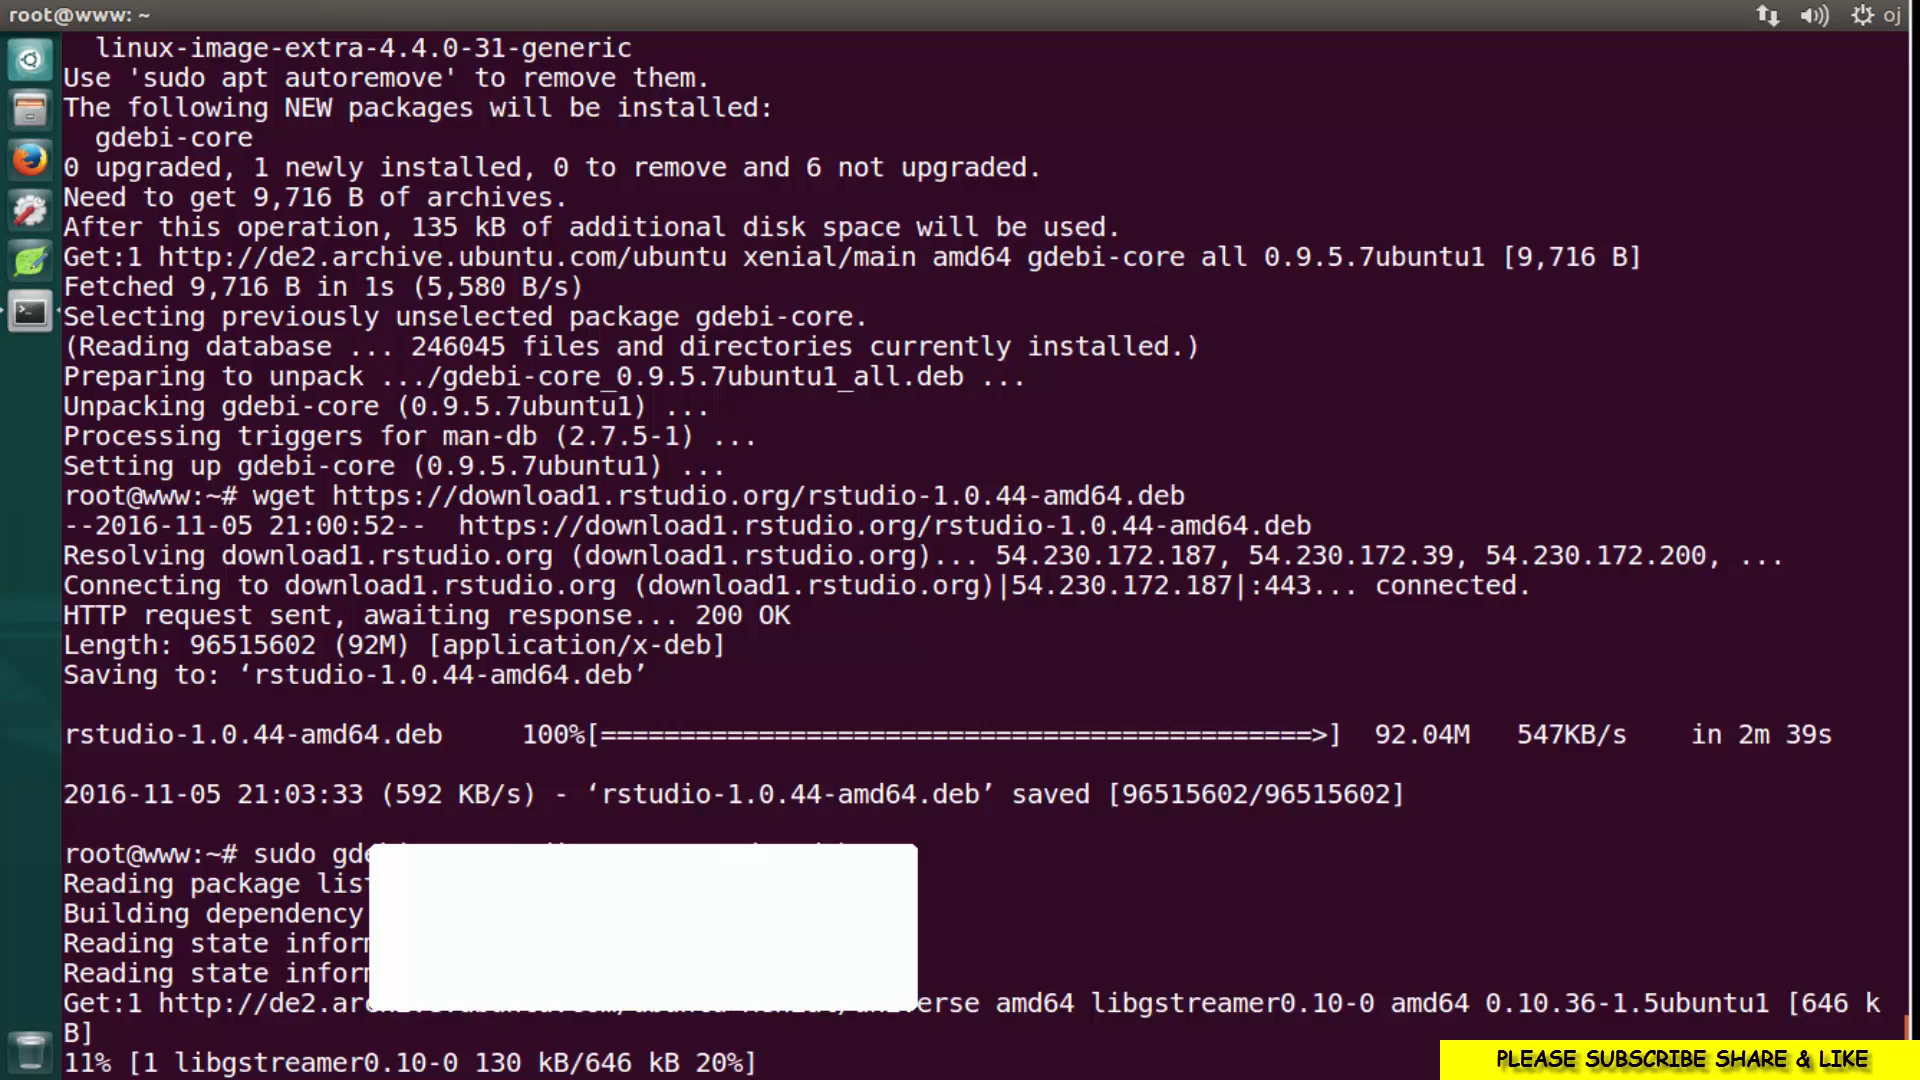 root@www: ~
oj
linux-image-extra-4.4.0-31-generic
Use 'sudo apt autoremove' to remove them.
The following NEW packages will be installed:
gdebi-core
0 upgraded, 1 newly installed, 0 to remove and 6 not upgraded.
Need to get 9,716 B of archives.
After this operation, 135 kB of additional disk space will be used.
Get:1 http://de2.archive.ubuntu.com/ubuntu xenial/main amd64 gdebi-core all 0.9.5.7ubuntu1 [9,716 B]
Fetched 9,716 B in 1s (5,580 B/s)
Selecting previously unselected package gdebi-core.
(Reading database ... 246045 files and directories currently installed.)
Preparing to unpack .../gdebi-core_0.9.5.7ubuntu1_all.deb ...
Unpacking gdebi-core (0.9.5.7ubuntu1) ...
Processing triggers for man-db (2.7.5-1) ...
Setting up gdebi-core (0.9.5.7ubuntu1) ...
root@www:~# wget https://download1.rstudio.org/rstudio-1.0.44-amd64.deb
--2016-11-05 21:00:52--  https://download1.rstudio.org/rstudio-1.0.44-amd64.deb
Resolving download1.rstudio.org (download1.rstudio.org)... 54.230.172.187, 54.230.172.39, 54.230.172.200, ...
Connecting to download1.rstudio.org (download1.rstudio.org)|54.230.172.187|:443... connected.
HTTP request sent, awaiting response... 200 OK
Length: 96515602 (92M) [application/x-deb]
Saving to: ‘rstudio-1.0.44-amd64.deb’
rstudio-1.0.44-amd64.deb     100%[=============================================>]  92.04M   547KB/s    in 2m 39s
2016-11-05 21:03:33 (592 KB/s) - ‘rstudio-1.0.44-amd64.deb’ saved [96515602/96515602]
root@www:~# sudo
Reading package
Building dependency
Reading state
Reading state
Get:1 amd64 libgstreamer0.10-0 amd64 0.10.36-1.5ubuntu1 [646 k
B]
11% [1 libgstreamer0.10-0 130 kB/646 kB 20%]
PLEASE SUBSCRIBE SHARE & LIKE